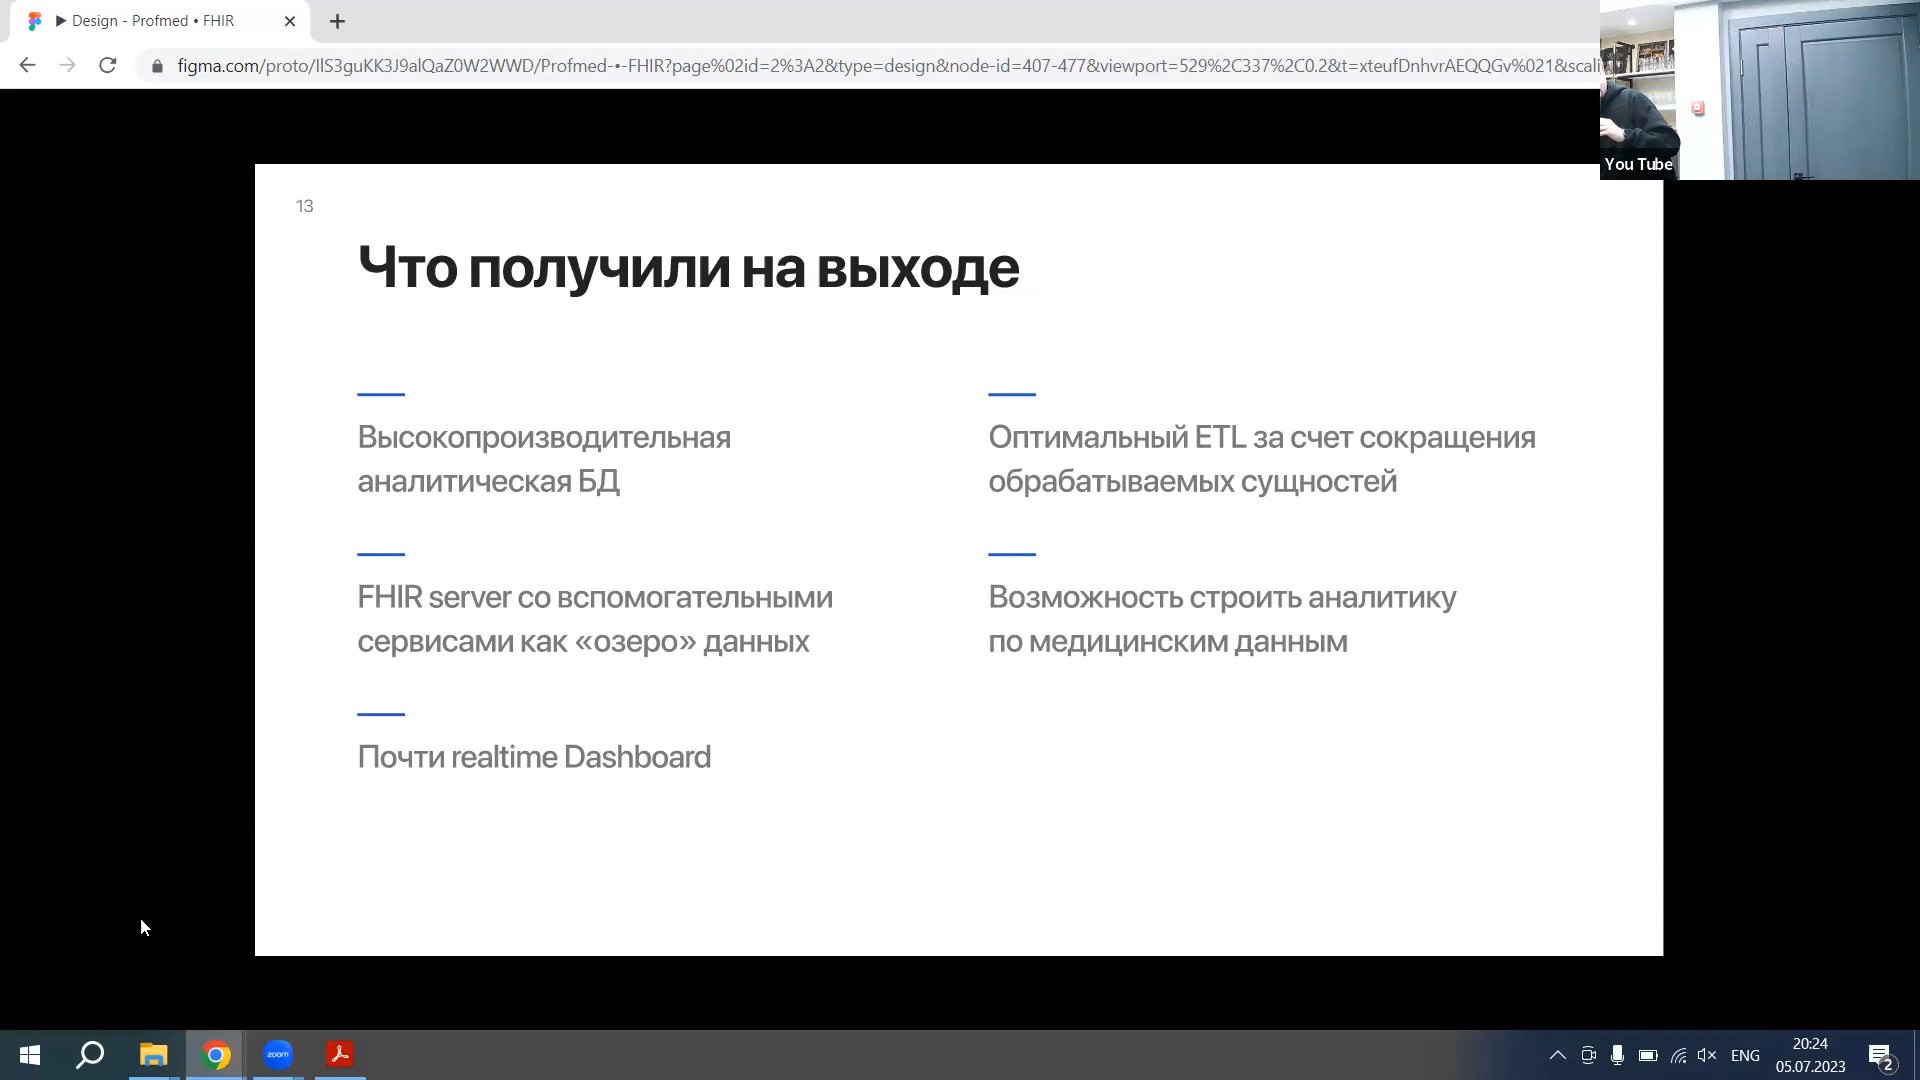 Design - Profmed • FHIR
figma.com/proto/IlS3guKK3J9alQaZ0W2WWD/Profmed-•-FHIR?page%02id=2%3A2&type=design&node-id=407-477&viewport=529%2C337%2C0.2&t=xteufDnhvrAEQQGv%021&scali
You Tube
13
Что получили на выходе
Высокопроизводительная
аналитическая БД
Оптимальный ETL за счет сокращения
обрабатываемых сущностей
FHIR server со вспомогательными
сервисами как «озеро» данных
Возможность строить аналитику
по медицинским данным
Почти realtime Dashboard
zoom
ENG
20:24
05.07.2023
2